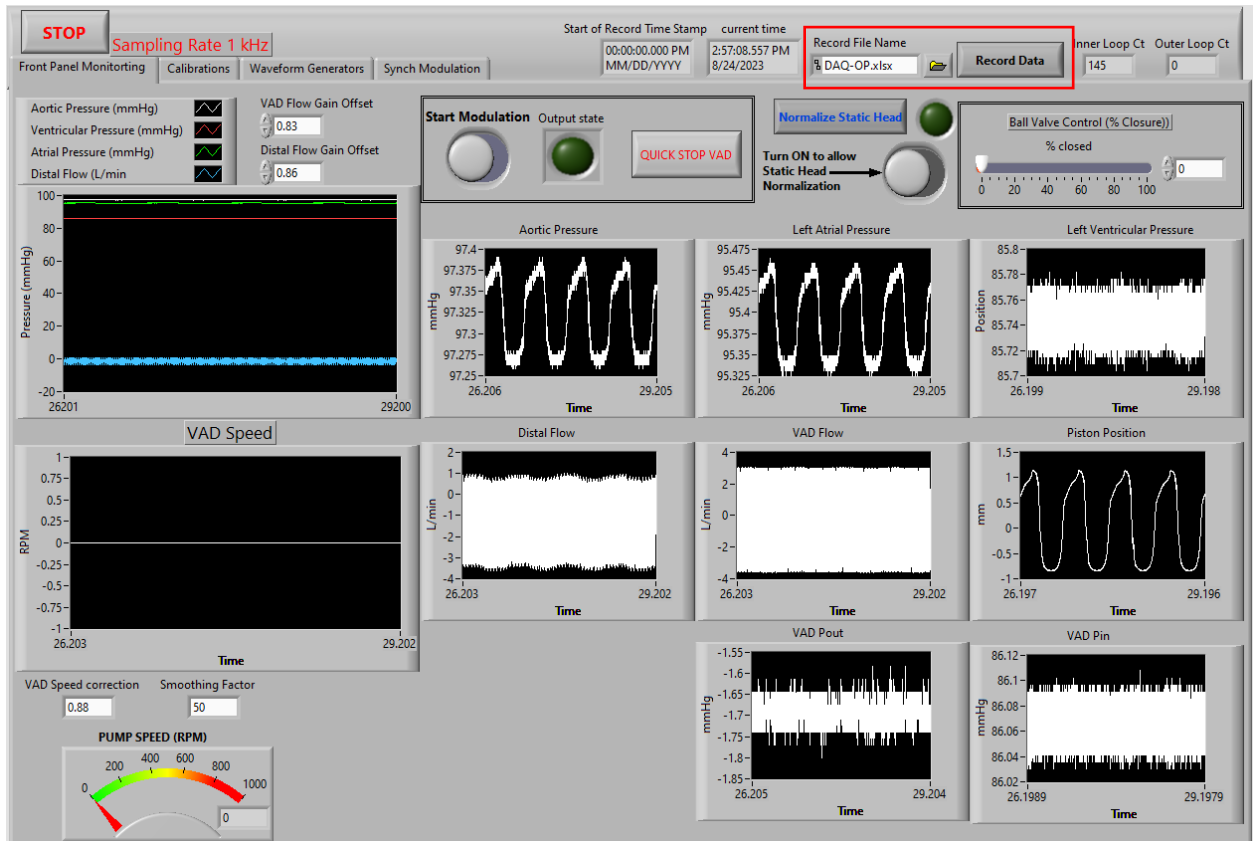 STOP
Sampling Rate 1 kHz
Start of Record Time Stamp current time
00:00:00.000 PM 2:57:08.557 PM
MM/DD/YYYY 8/24/2023
Record File Name
DAQ-OP.xlsx
Record Data
Inner Loop Ct Outer Loop Ct
145 0
Front Panel Monitorting Calibrations Waveform Generators Synch Modulation
Aortic Pressure (mmHg)
Ventricular Pressure (mmHg)
Atrial Pressure (mmHg)
Distal Flow (L/min
VAD Flow Gain Offset
0.83
Distal Flow Gain Offset
0.86
Start Modulation Output state
QUICK STOP VAD
Normalize Static Head
Turn ON to allow
Static Head
Normalization
Ball Valve Control (% Closure))
% closed
0 20 40 60 80 100
0
Pressure (mmHg)
100
80
60
40
20
0
-20
26201 29200
Aortic Pressure
mmHg
97.4
97.375
97.35
97.325
97.3
97.275
97.25
26.206 29.205
Time
Left Atrial Pressure
mmHg
95.475
95.45
95.425
95.4
95.375
95.35
95.325
26.206 29.205
Time
Left Ventricular Pressure
Position
85.8
85.78
85.76
85.74
85.72
85.7
26.199 29.198
Time
VAD Speed
RPM
1
0.75
0.5
0.25
0
-0.25
-0.5
-0.75
-1
26.203 29.202
Time
Distal Flow
L/min
2
1
0
-1
-2
-3
-4
26.203 29.202
Time
VAD Flow
L/min
4
2
0
-2
-4
26.203 29.202
Time
Piston Position
mm
1.5
1
0.5
0
-0.5
-1
26.197 29.196
Time
VAD Speed correction Smoothing Factor
0.88 50
PUMP SPEED (RPM)
0 200 400 600 800 1000
0
VAD Pout
mmHg
-1.55
-1.6
-1.65
-1.7
-1.75
-1.8
-1.85
26.205 29.204
Time
VAD Pin
mmHg
86.12
86.1
86.08
86.06
86.04
86.02
26.1989 29.1979
Time